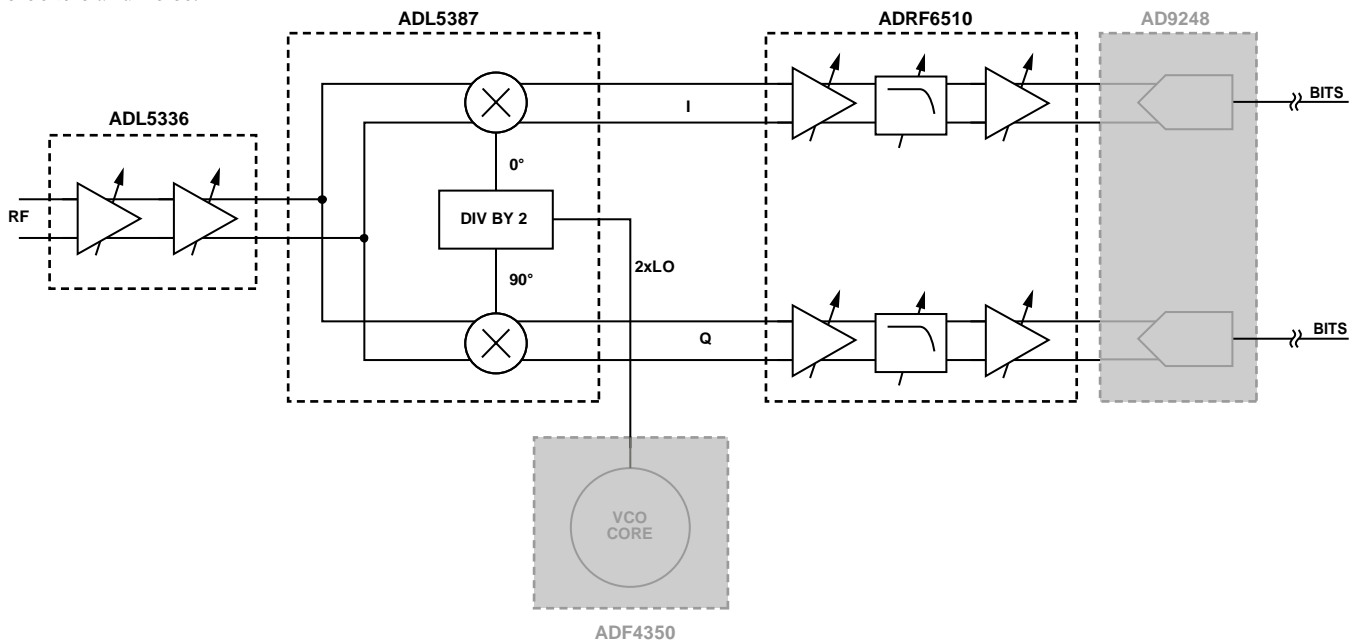 ADL5387
ADRF6510
AD9248
ADL5336
BITS
I
RF
0°
DIV BY 2
2xLO
90°
Q
BITS
VCO
CORE
ADF4350